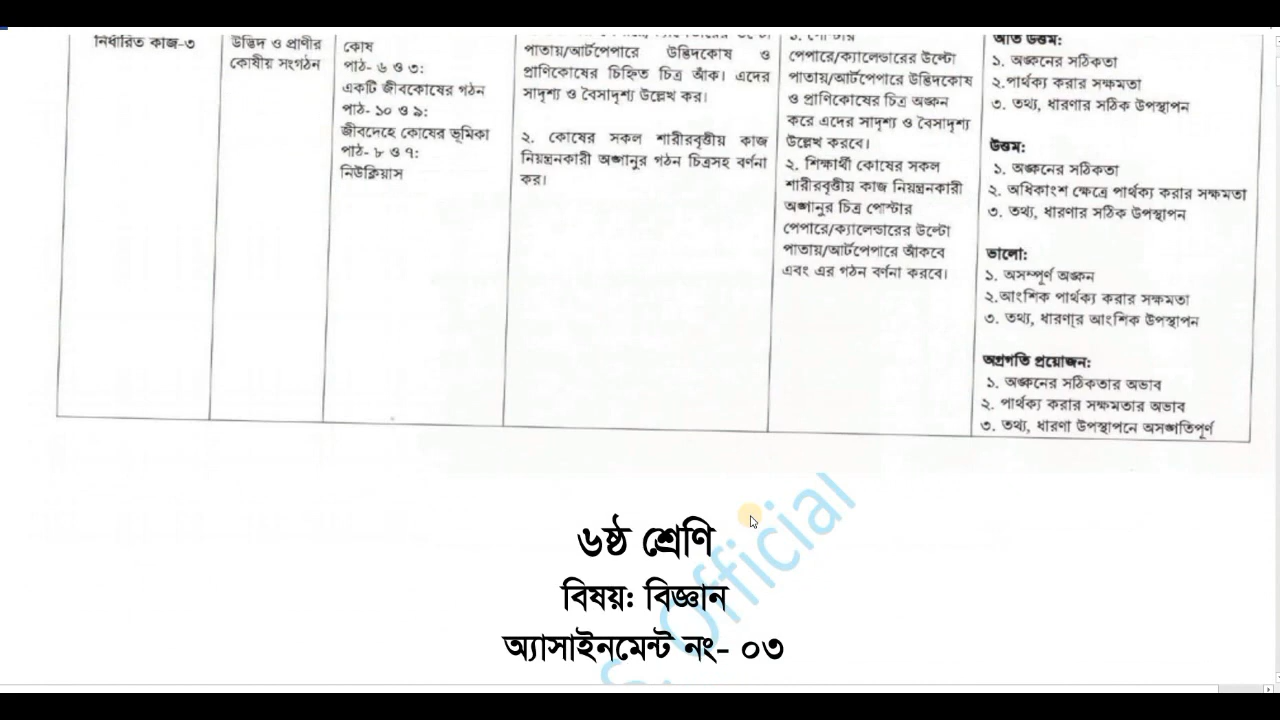 নির্ধারিত কাজ-৩
উদ্ভিদ ও প্রাণীর
কোষীয় সংগঠন
কোষ
পাঠ- ৬ ও ৩:
একটি জীবকোষের গঠন
পাঠ- ১০ ও ৯:
জীবদেহে কোষের ভূমিকা
পাঠ- ৮ ও ৭:
নিউক্লিয়াস
পাতায়/আর্টপেপারে উদ্ভিদকোষ ও
প্রাণিকোষের চিহ্নিত চিত্র আঁক। এদের
সাদৃশ্য ও বৈসাদৃশ্য উল্লেখ কর।
২. কোষের সকল শারীরবৃত্তীয় কাজ
নিয়ন্ত্রনকারী অঙ্গানুর গঠন চিত্রসহ বর্ণনা
কর।
১. পোস্টার
পেপারে/ক্যালেন্ডারের উল্টো
পাতায়/আর্টপেপারে উদ্ভিদকোষ
ও প্রাণিকোষের চিত্র অঙ্কন
করে এদের সাদৃশ্য ও বৈসাদৃশ্য
উল্লেখ করবে।
২. শিক্ষার্থী কোষের সকল
শারীরবৃত্তীয় কাজ নিয়ন্ত্রনকারী
অঙ্গানুর চিত্র পোস্টার
পেপারে/ক্যালেন্ডারের উল্টো
পাতায়/আর্টপেপারে আঁকবে
এবং এর গঠন বর্ণনা করবে।
অতি উত্তম:
১. অঙ্কনের সঠিকতা
২.পার্থক্য করার সক্ষমতা
৩. তথ্য, ধারণার সঠিক উপস্থাপন
উত্তম:
১. অঙ্কনের সঠিকতা
২. অধিকাংশ ক্ষেত্রে পার্থক্য করার সক্ষমতা
৩. তথ্য, ধারণার সঠিক উপস্থাপন
ভালো:
১. অসম্পূর্ণ অঙ্কন
২.আংশিক পার্থক্য করার সক্ষমতা
৩. তথ্য, ধারণা্র আংশিক উপস্থাপন
অগ্রগতি প্রয়োজন:
১. অঙ্কনের সঠিকতার অভাব
২. পার্থক্য করার সক্ষমতার অভাব
৩. তথ্য, ধারণা উপস্থাপনে অসঙ্গতিপূর্ণ
৬ষ্ঠ শ্রেণি
বিষয়: বিজ্ঞান
অ্যাসাইনমেন্ট নং- ০৩
Official